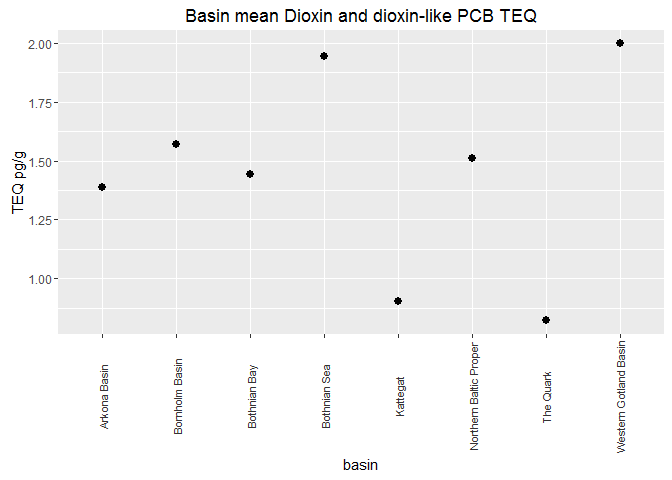 Basin mean Dioxin and dioxin-like PCB TEQ
TEQ pg/g
2.00
1.75
1.50
1.25
1.00
Arkona Basin
Bornholm Basin
Bothnian Bay
Bothnian Sea
Kattegat
Northern Baltic Proper
The Quark
Western Gotland Basin
basin